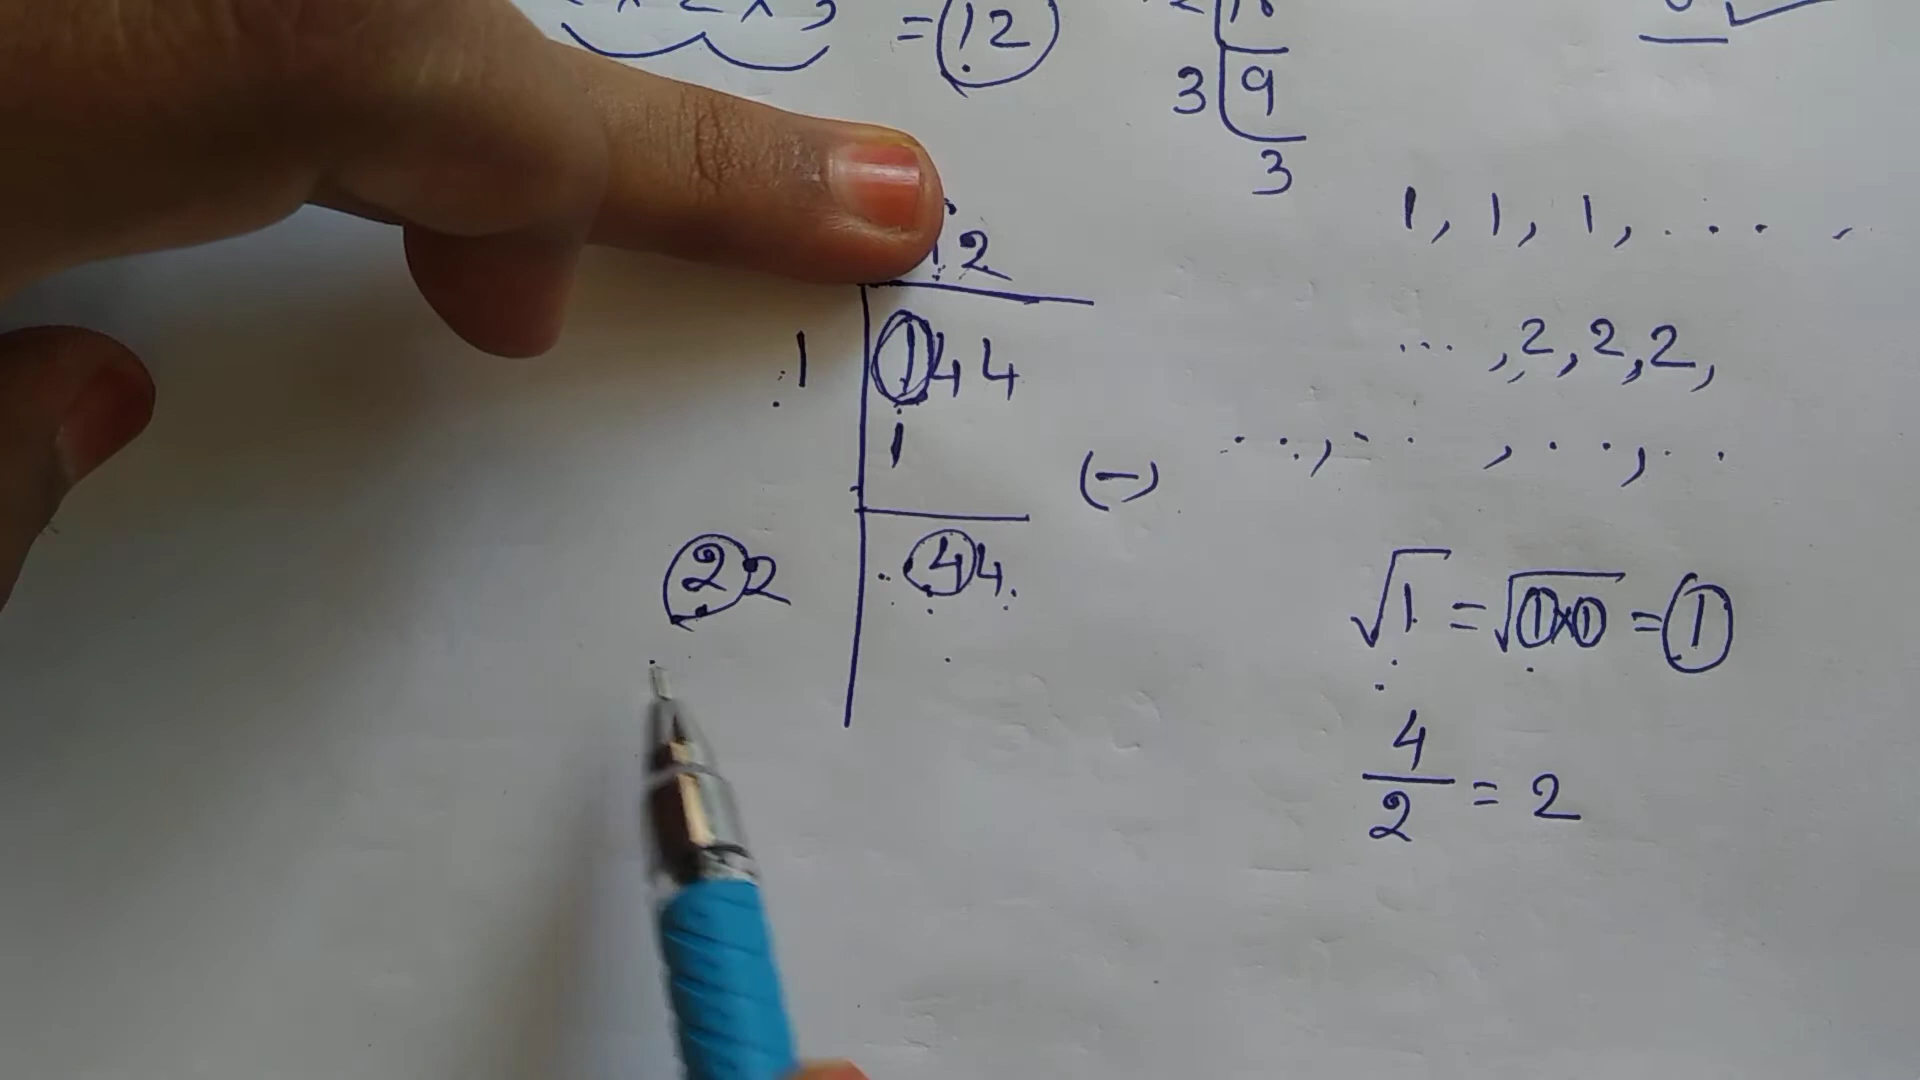 = 12
3 9
3
12
1 144
1
(-)
22 44
1, 1, 1, ...
... , 2, 2, 2,
.. , .. , .. , ..
√1 = √1×1 = 1
4/2 = 2